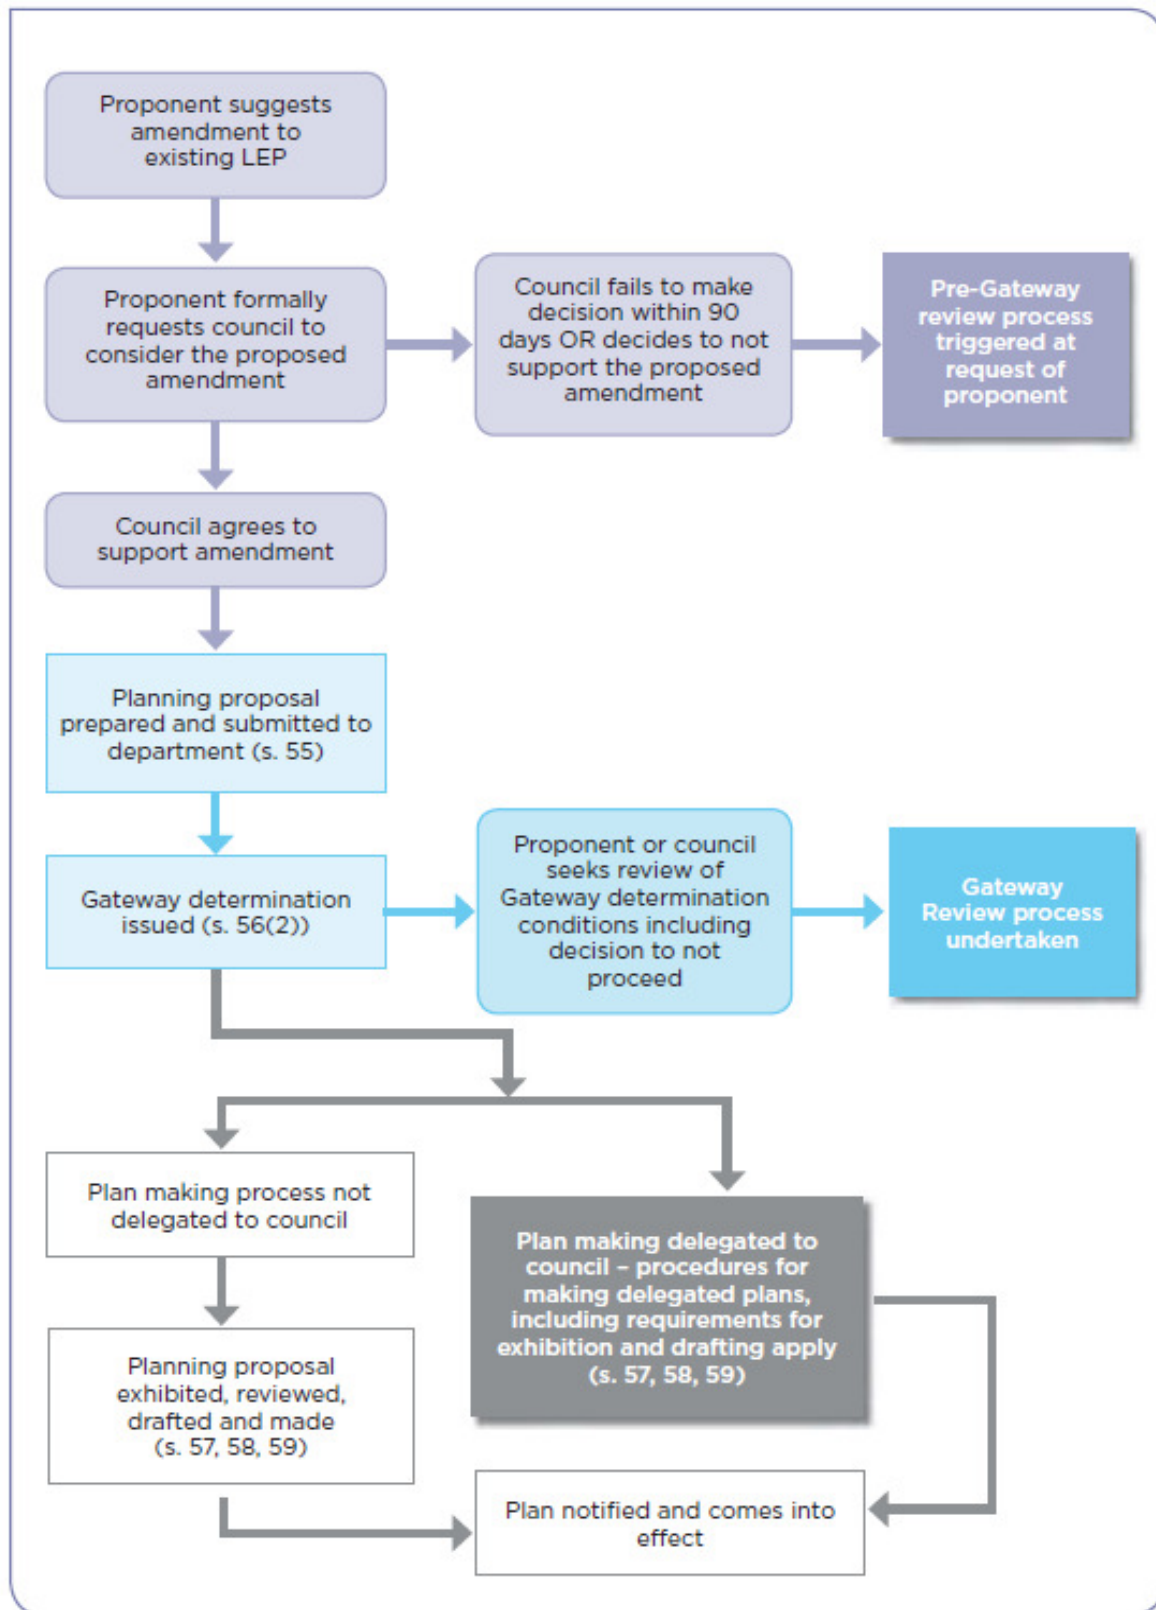 Proponent suggests
amendment to
existing LEP
Proponent formally
requests council to
consider the proposed
amendment
Council fails to make
decision within 90
days OR decides to not
support the proposed
amendment
Pre-Gateway
review process
triggered at
request of
proponent
Council agrees to
support amendment
Planning proposal
prepared and submitted to
department (s. 55)
Gateway determination
issued (s. 56(2))
Proponent or council
seeks review of
Gateway determination
conditions including
decision to not
proceed
Gateway
Review process
undertaken
Plan making process not
delegated to council
Plan making delegated to
council – procedures for
making delegated plans,
including requirements for
exhibition and drafting apply
(s. 57, 58, 59)
Planning proposal
exhibited, reviewed,
drafted and made
(s. 57, 58, 59)
Plan notified and comes into
effect